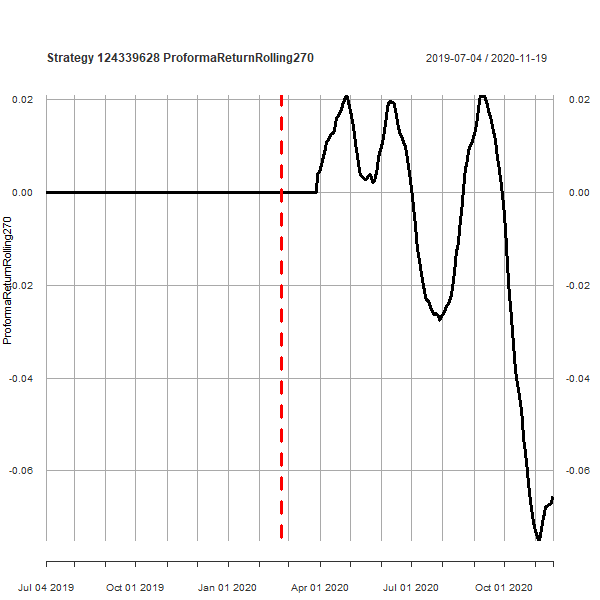 Strategy 124339628 ProformaReturnRolling270
2019-07-04 / 2020-11-19
0.02
0.02
0.00
0.00
ProformaReturnRolling270
-0.02
-0.02
-0.04
-0.04
-0.06
-0.06
Jul 04 2019
Oct 01 2019
Jan 01 2020
Apr 01 2020
Jul 01 2020
Oct 01 2020